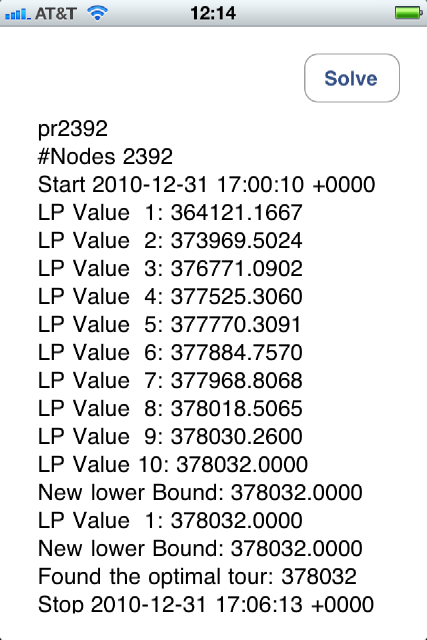 AT&T 12:14
Solve
pr2392
#Nodes 2392
Start 2010-12-31 17:00:10 +0000
LP Value  1: 364121.1667
LP Value  2: 373969.5024
LP Value  3: 376771.0902
LP Value  4: 377525.3060
LP Value  5: 377770.3091
LP Value  6: 377884.7570
LP Value  7: 377968.8068
LP Value  8: 378018.5065
LP Value  9: 378030.2600
LP Value 10: 378032.0000
New lower Bound: 378032.0000
LP Value  1: 378032.0000
New lower Bound: 378032.0000
Found the optimal tour: 378032
Stop 2010-12-31 17:06:13 +0000